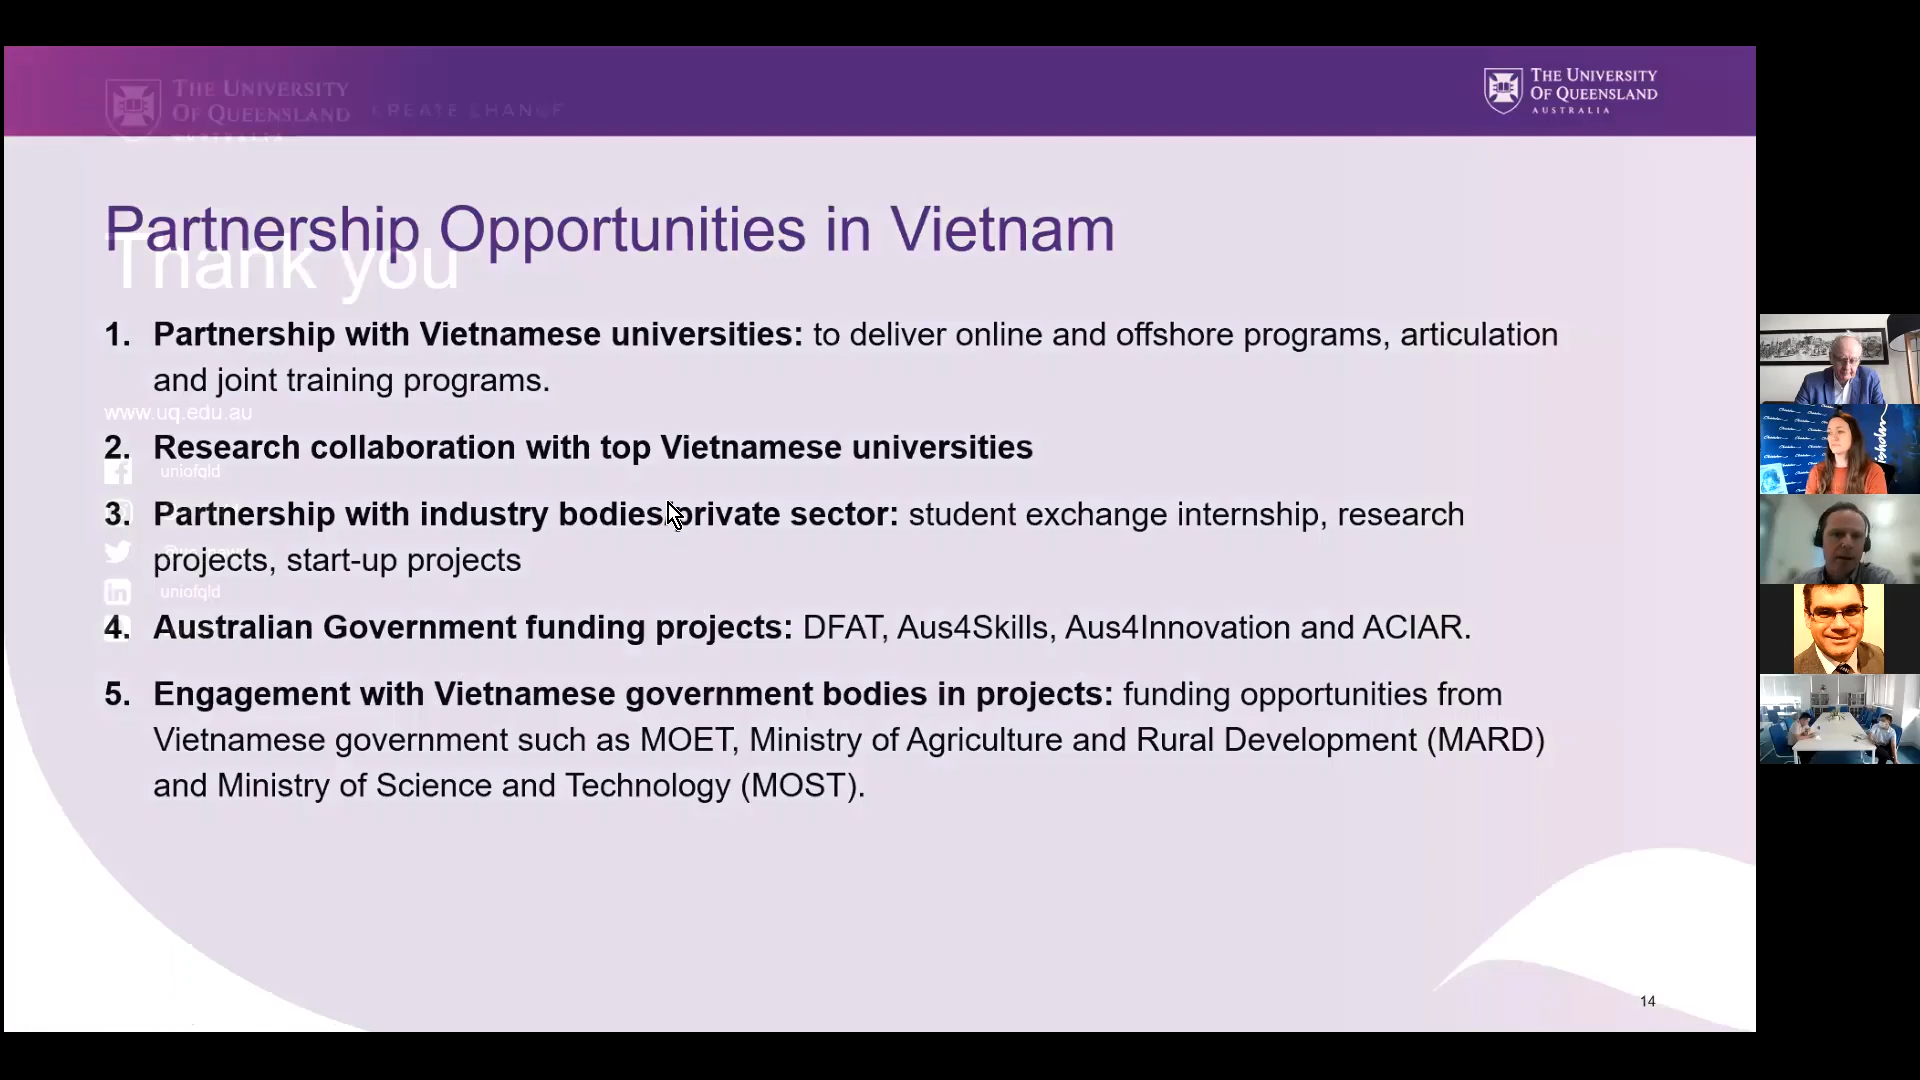 THE UNIVERSITY
OF QUEENSLAND
AUSTRALIA
CREATE CHANGE
THE UNIVERSITY
OF QUEENSLAND
AUSTRALIA
Partnership Opportunities in Vietnam
Thank you
1. Partnership with Vietnamese universities: to deliver online and offshore programs, articulation
and joint training programs.
www.uq.edu.au
2. Research collaboration with top Vietnamese universities
uniofqld
3. Partnership with industry bodies/private sector: student exchange internship, research
projects, start-up projects
uniofqld
4. Australian Government funding projects: DFAT, Aus4Skills, Aus4Innovation and ACIAR.
5. Engagement with Vietnamese government bodies in projects: funding opportunities from
Vietnamese government such as MOET, Ministry of Agriculture and Rural Development (MARD)
and Ministry of Science and Technology (MOST).
14